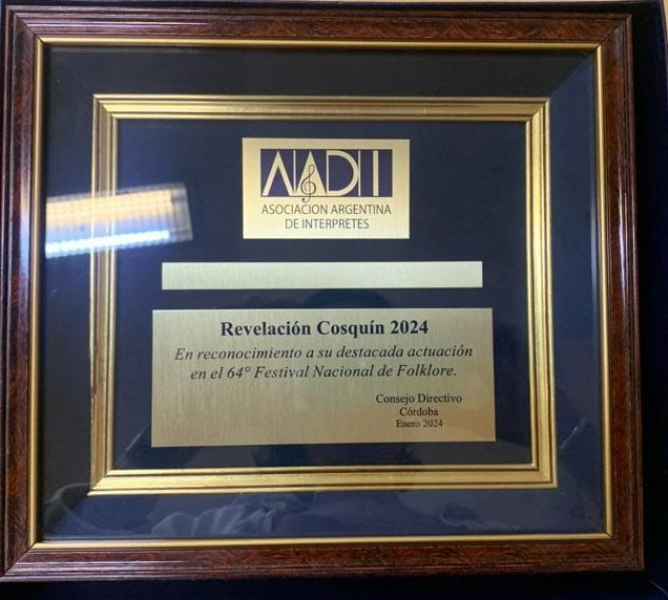 AADI
ASOCIACION ARGENTINA
DE INTERPRETES
Revelación Cosquín 2024
En reconocimiento a su destacada actuación
en el 64° Festival Nacional de Folklore.
Consejo Directivo
Córdoba
Enero 2024